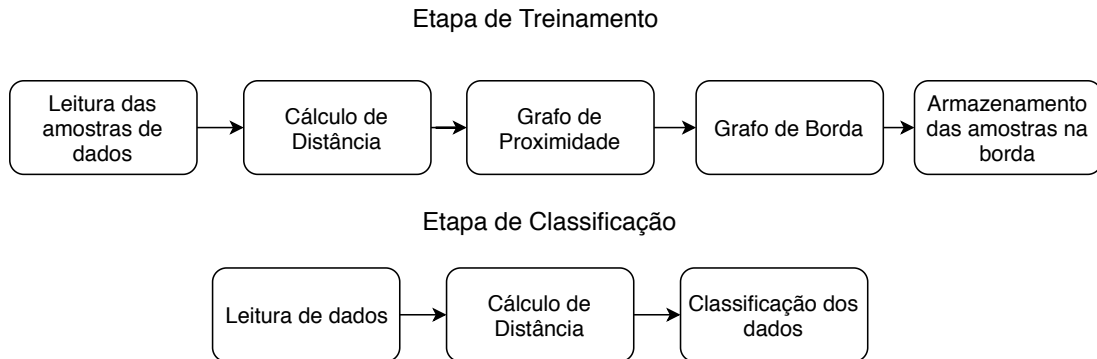 Etapa de Treinamento
Leitura das
amostras de
dados
Cálculo de
Distância
Grafo de
Proximidade
Grafo de Borda
Armazenamento
das amostras na
borda
Etapa de Classificação
Leitura de dados
Cálculo de
Distância
Classificação dos
dados